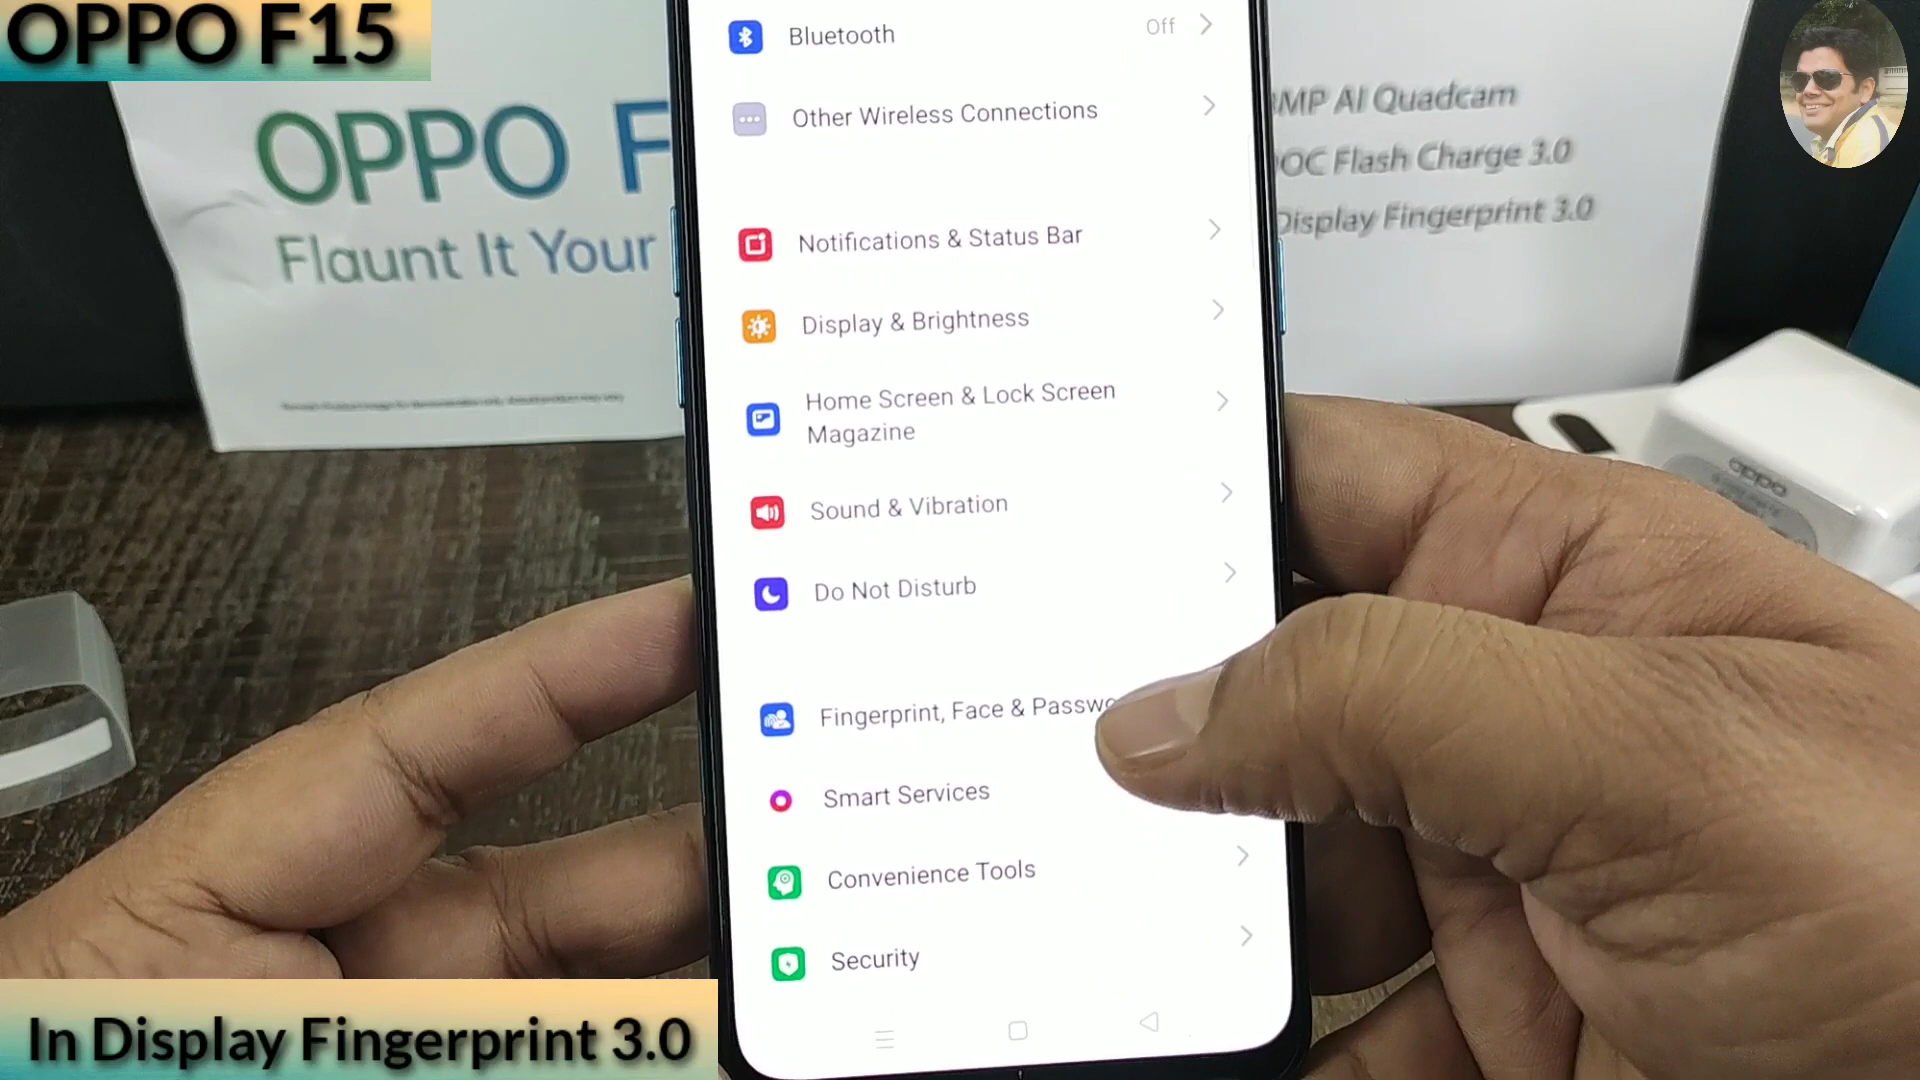 OPPO F15
OPPO F
Flaunt It Your
MP AI Quadcam
OC Flash Charge 3.0
Display Fingerprint 3.0
Bluetooth
Off
Other Wireless Connections
Notifications & Status Bar
Display & Brightness
Home Screen & Lock Screen
Magazine
Sound & Vibration
Do Not Disturb
Fingerprint, Face & Passwo
Smart Services
Convenience Tools
Security
oppo
In Display Fingerprint 3.0